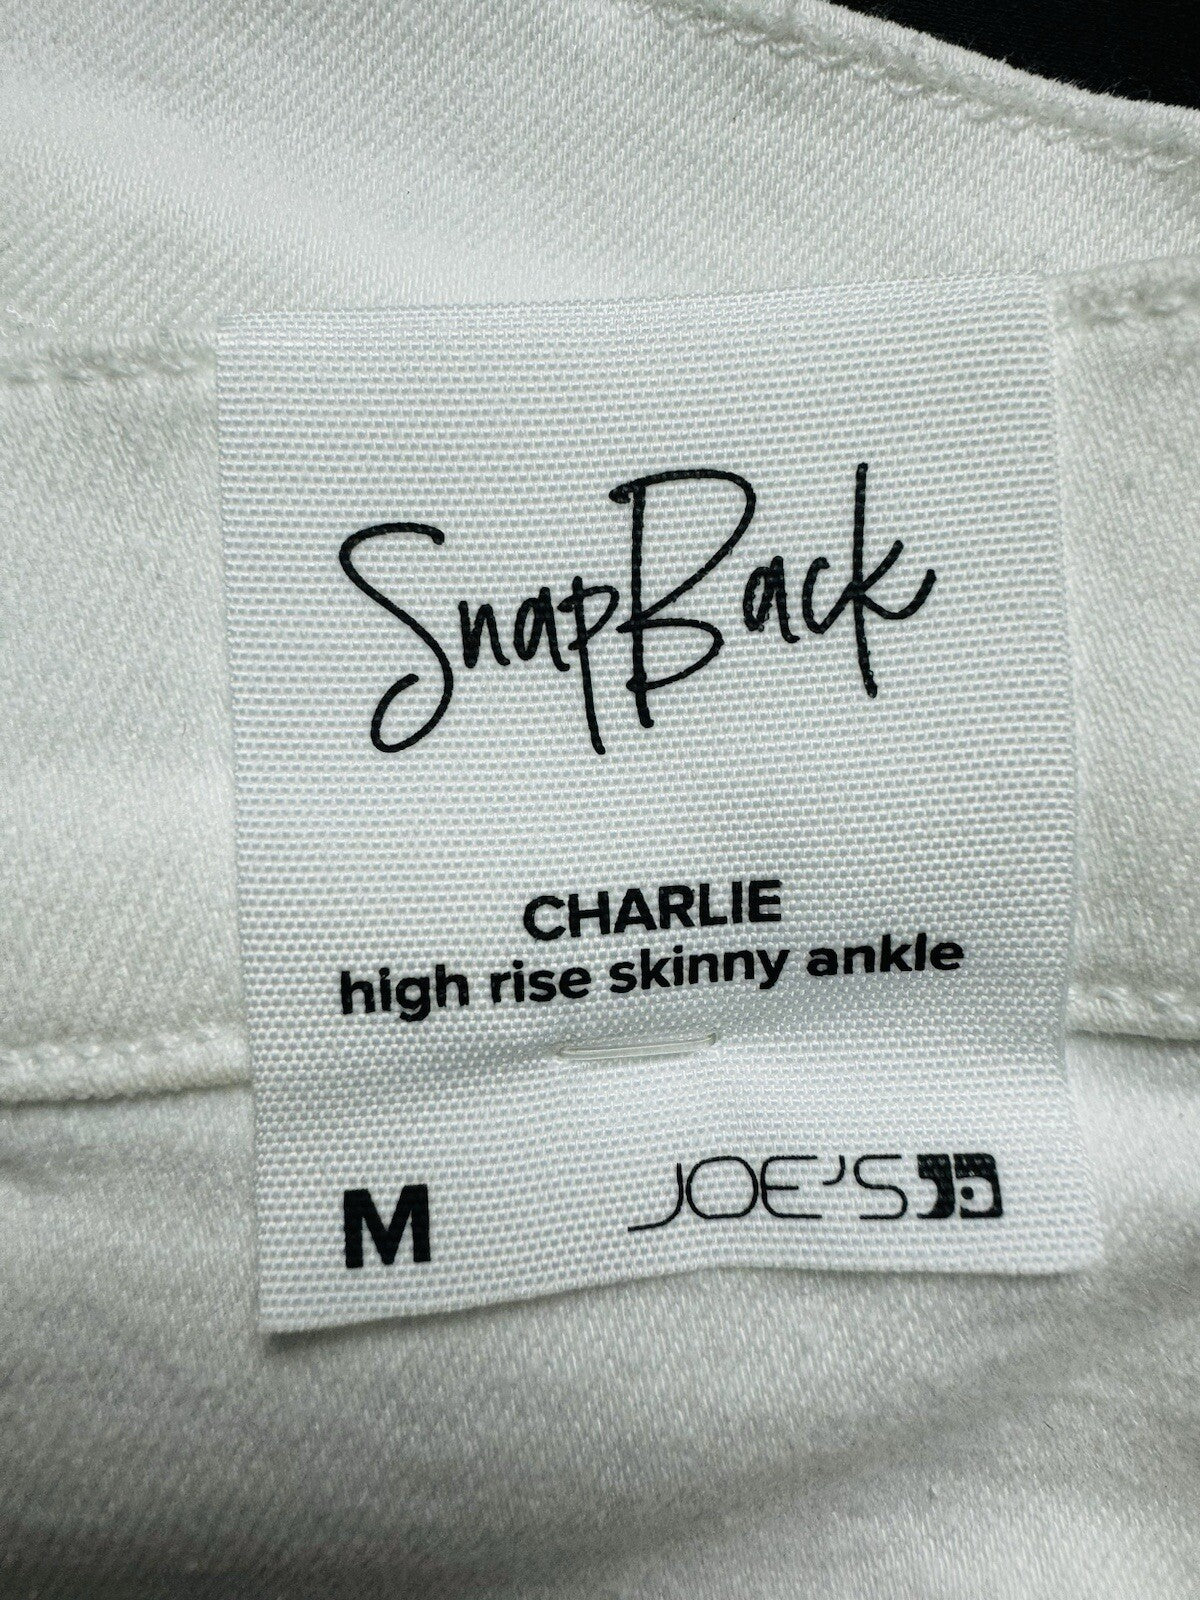 SnapBack
CHARLIE
high rise skinny ankle
M JOE'S